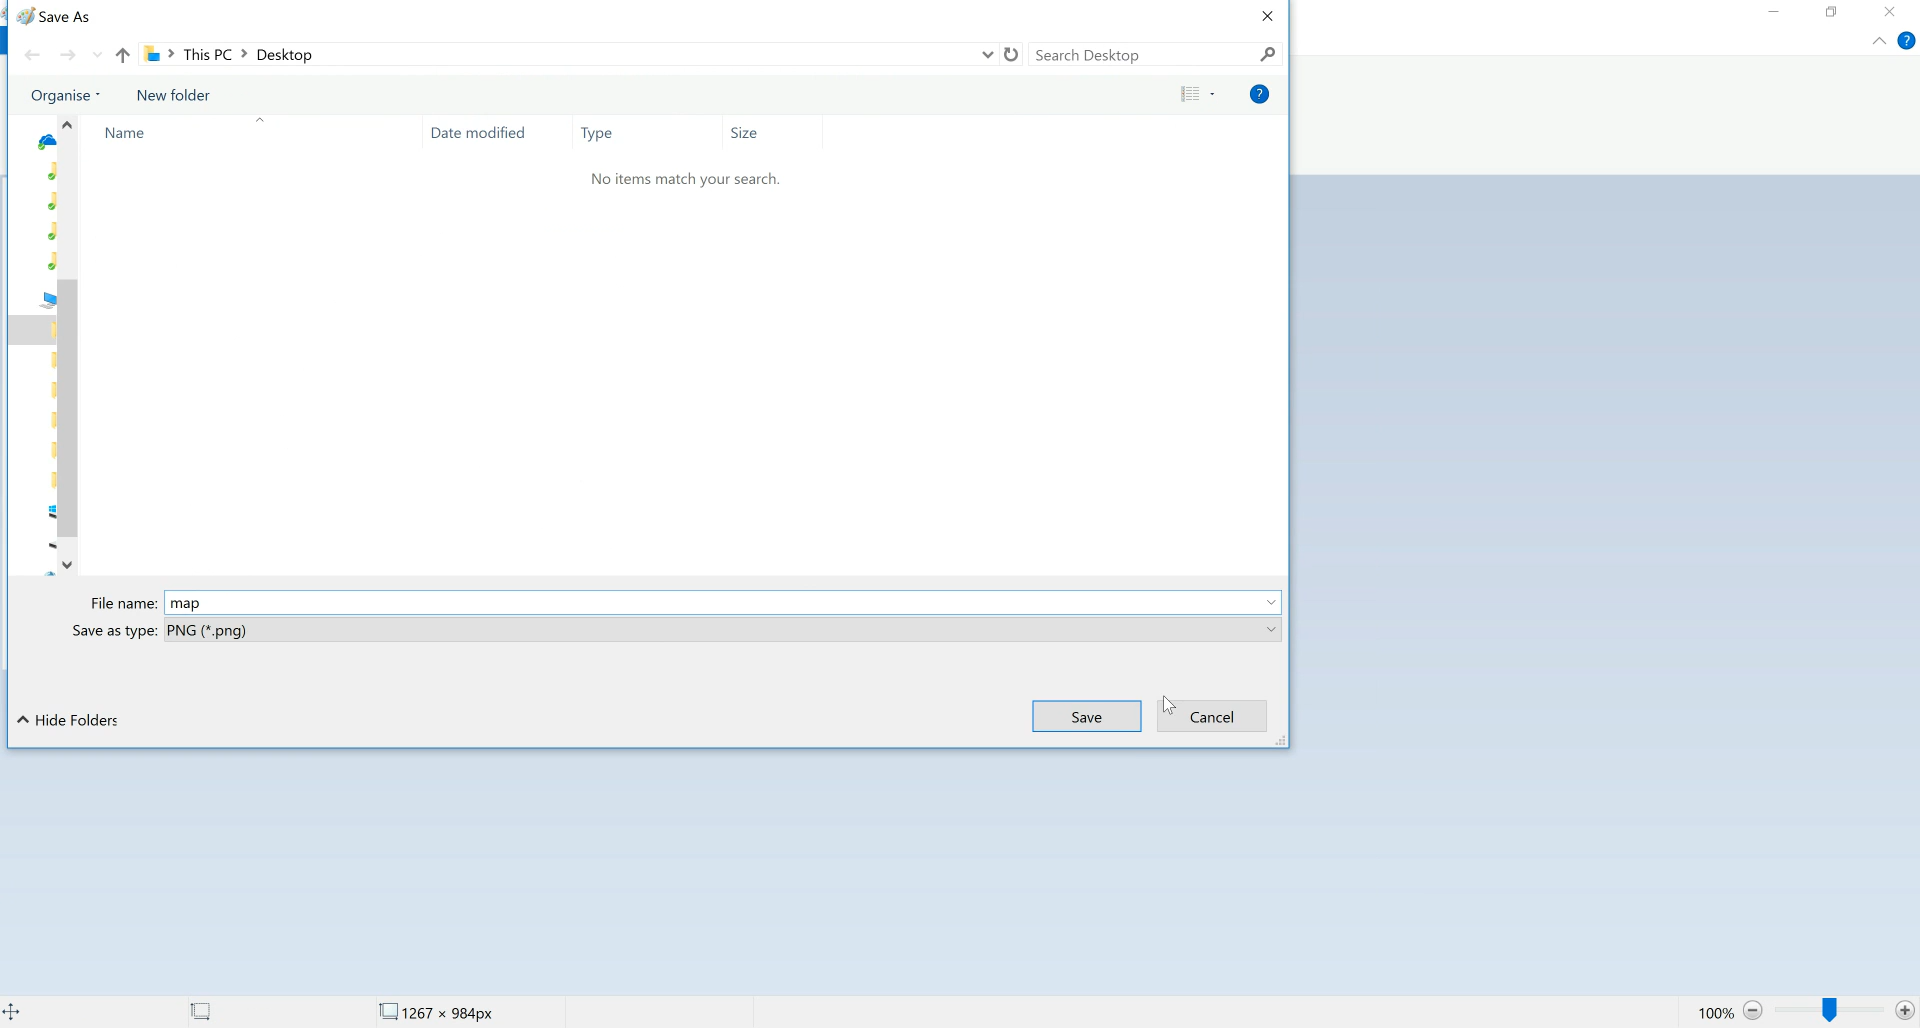 Save As
This PC > Desktop
Search Desktop
Organise
New folder
?
?
Name
Date modified
Type
Size
No items match your search.
File name: map
Save as type: PNG (*.png)
Hide Folders
Save
Cancel
1267 × 984px
100%